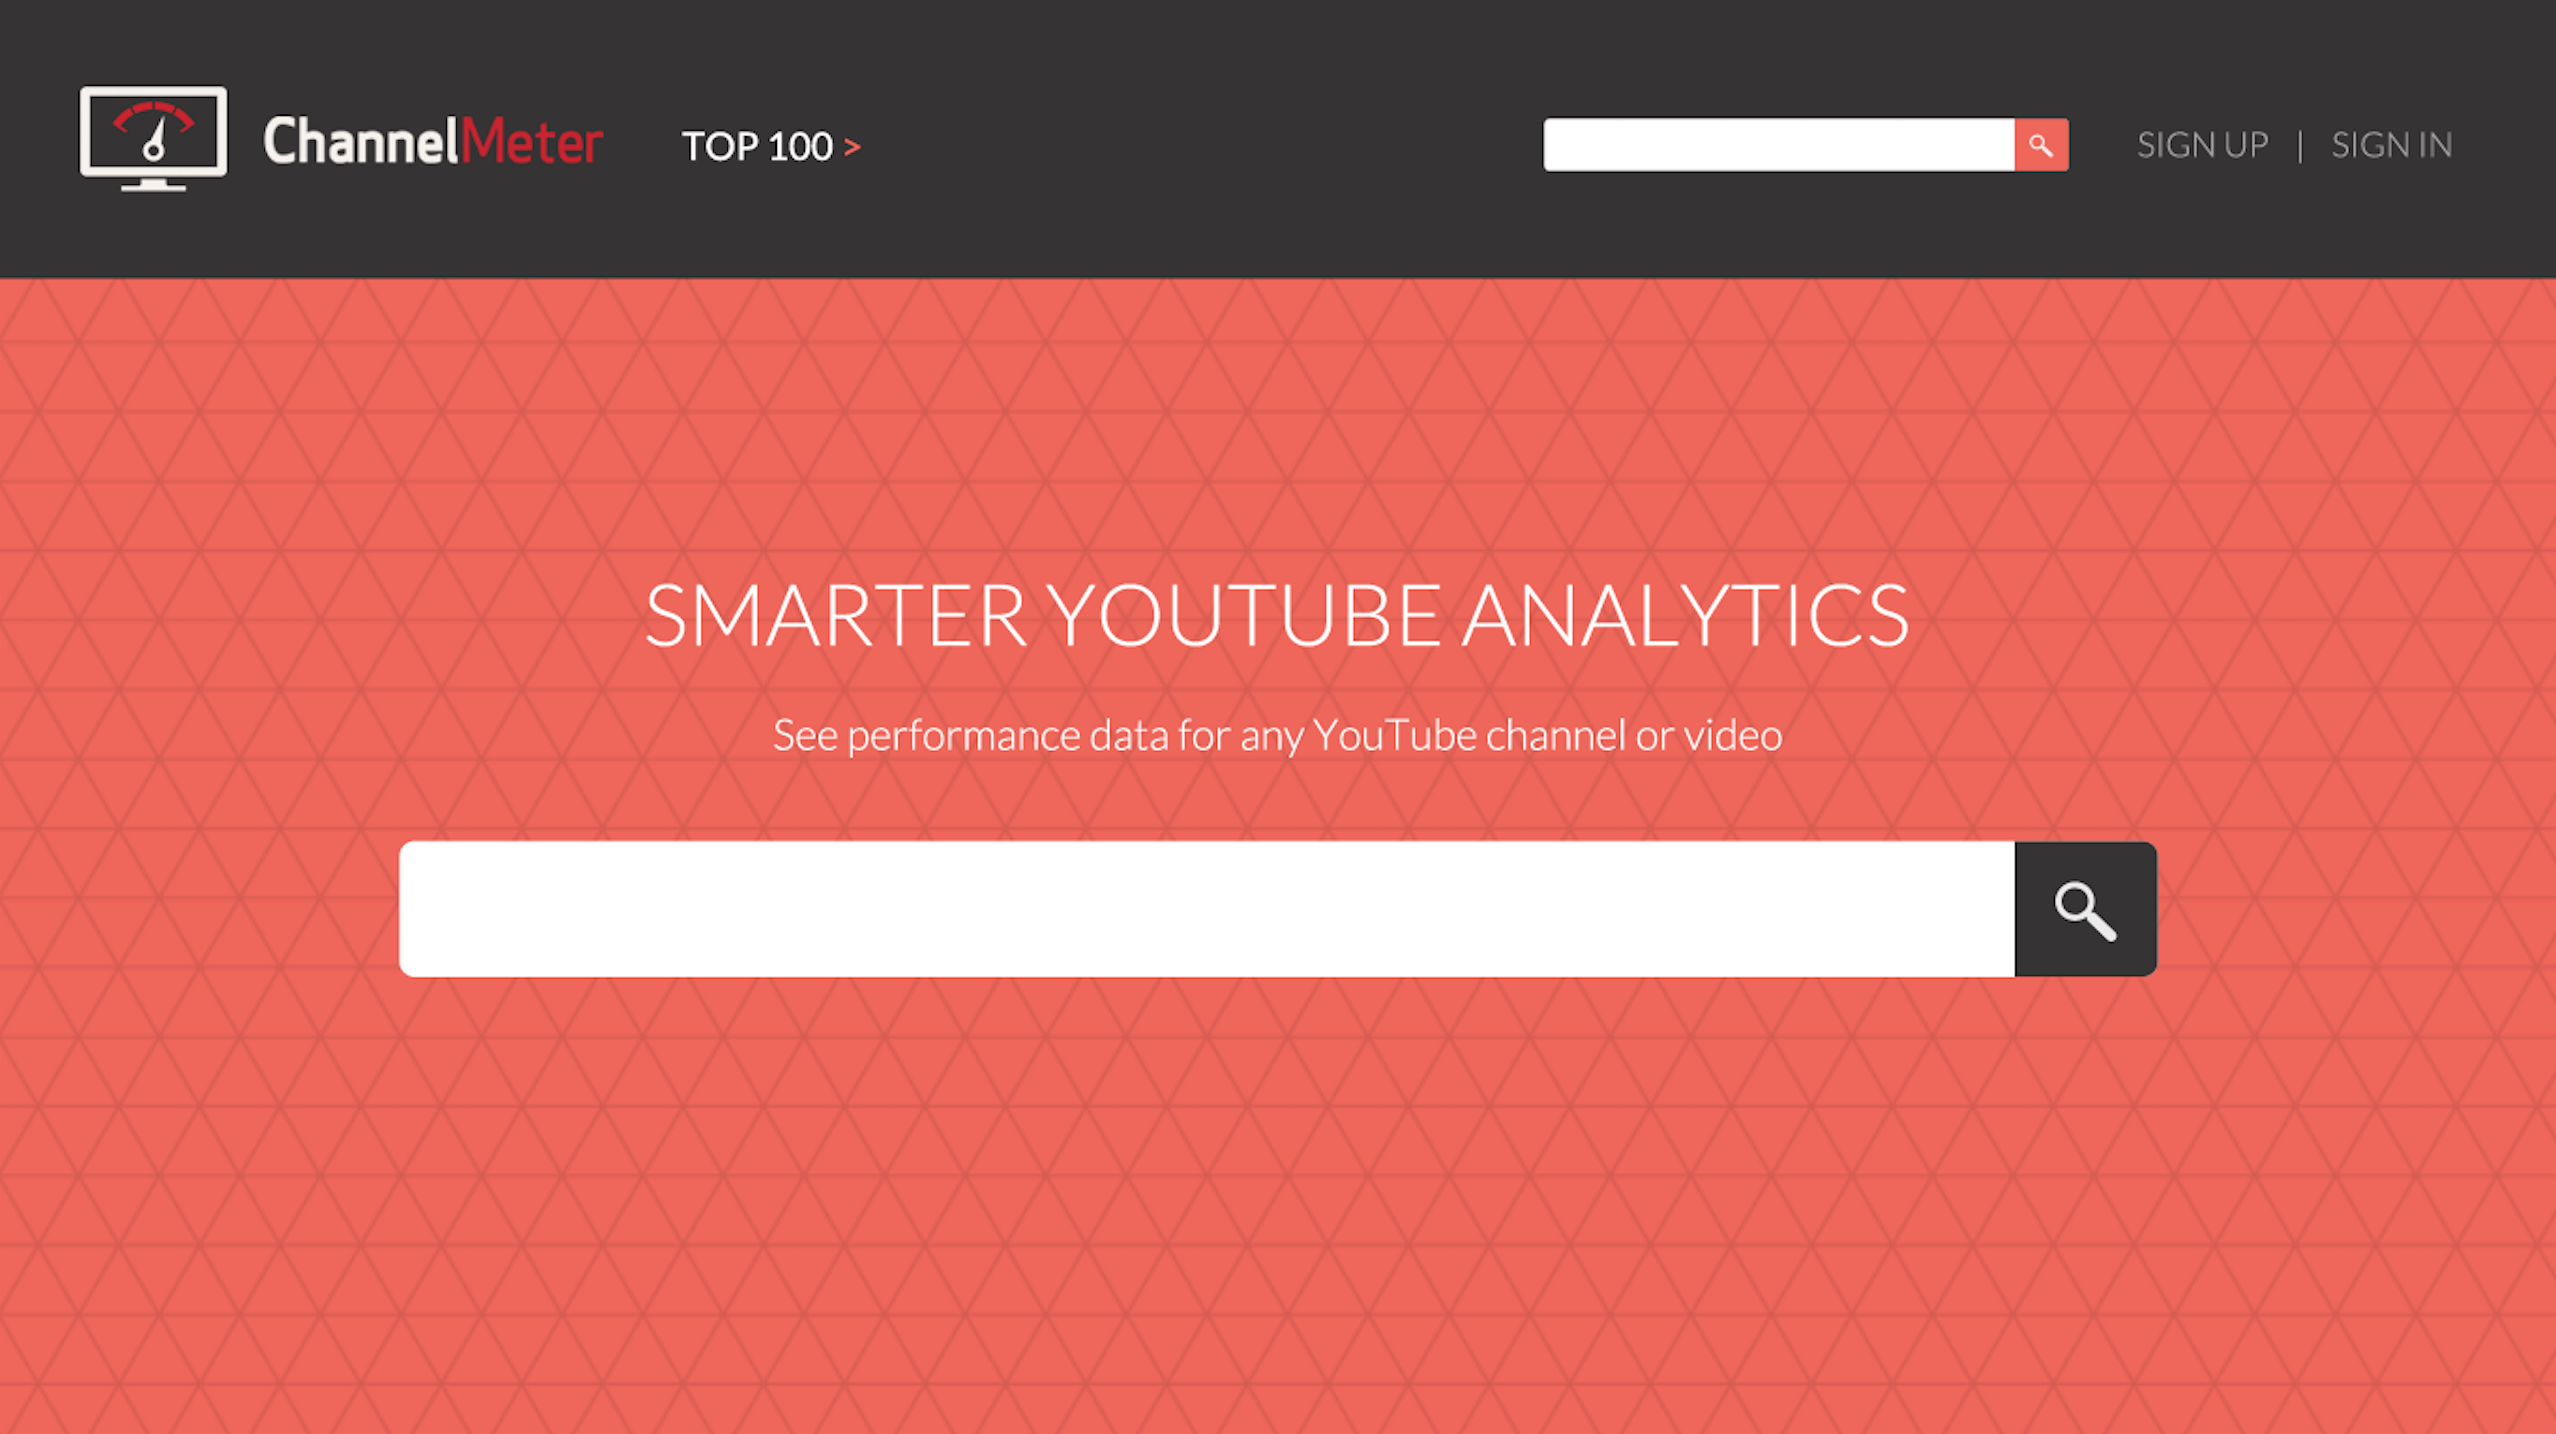 ChannelMeter
TOP 100 >
SIGN UP | SIGN IN
SMARTER YOUTUBE ANALYTICS
See performance data for any YouTube channel or video